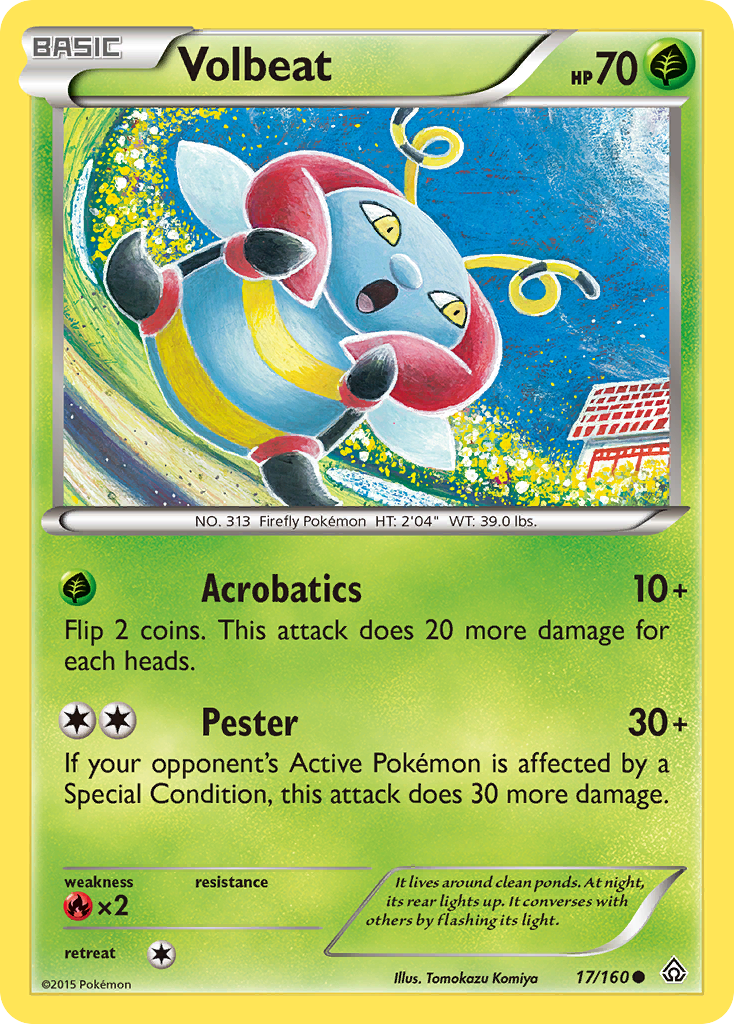 BASIC
Volbeat
HP 70
NO. 313 Firefly Pokémon HT: 2'04" WT: 39.0 lbs.
Acrobatics 10+
Flip 2 coins. This attack does 20 more damage for
each heads.
Pester 30+
If your opponent's Active Pokémon is affected by a
Special Condition, this attack does 30 more damage.
weakness
×2
resistance
retreat
It lives around clean ponds. At night,
its rear lights up. It converses with
others by flashing its light.
©2015 Pokémon
Illus. Tomokazu Komiya
17/160